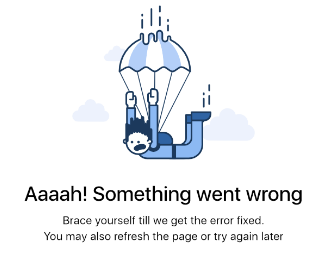 Aaaah! Something went wrong
Brace yourself till we get the error fixed.
You may also refresh the page or try again later